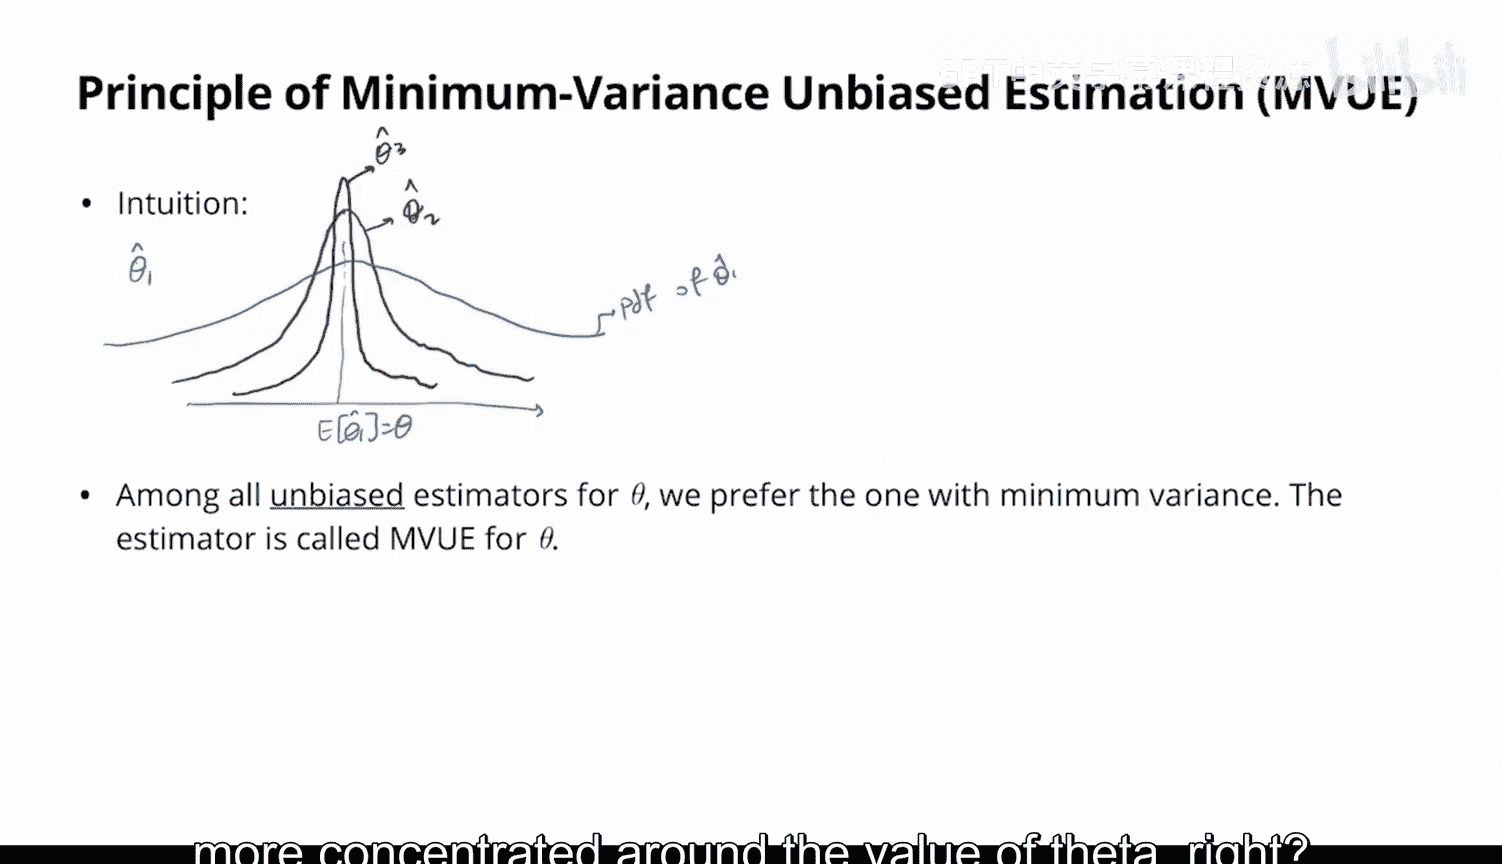 Principle of Minimum-Variance Unbiased Estimation (MVUE)
bilibili
θ̂3
• Intuition:
θ̂2
θ̂1
pdf of θ̂1
E[θ̂1]=θ
• Among all unbiased estimators for θ, we prefer the one with minimum variance. The
estimator is called MVUE for θ.
more concentrated around the value of theta, right?